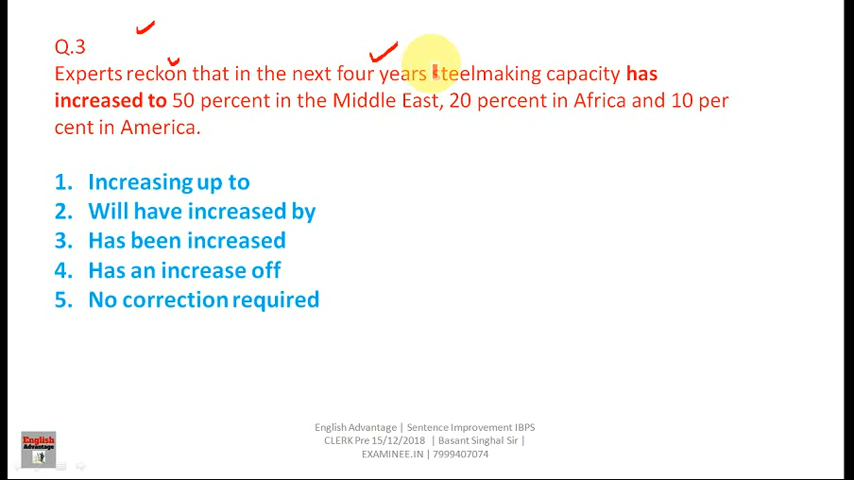 Q.3
Experts reckon that in the next four years steelmaking capacity has
increased to 50 percent in the Middle East, 20 percent in Africa and 10 per
cent in America.
1. Increasing up to
2. Will have increased by
3. Has been increased
4. Has an increase off
5. No correction required
English Advantage | Sentence Improvement IBPS
CLERK Pre 15/12/2018 | Basant Singhal Sir |
EXAMINEE.IN | 7999407074
English
Advantage